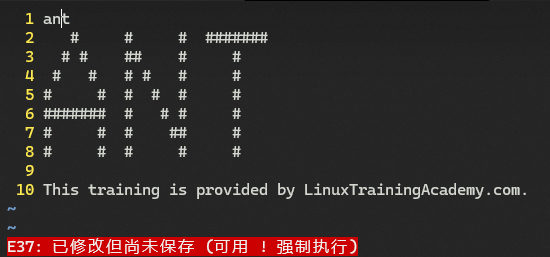 1 ant
2    #     #     #  #######
3   # #    ##    #     #
4  #   #   # #   #     #
5 #     #  #  #  #     #
6 #######  #   # #     #
7 #     #  #    ##     #
8 #     #  #     #     #
9
10 This training is provided by LinuxTrainingAcademy.com.
~
~
E37: 已修改但尚未保存 (可用 ! 强制执行)